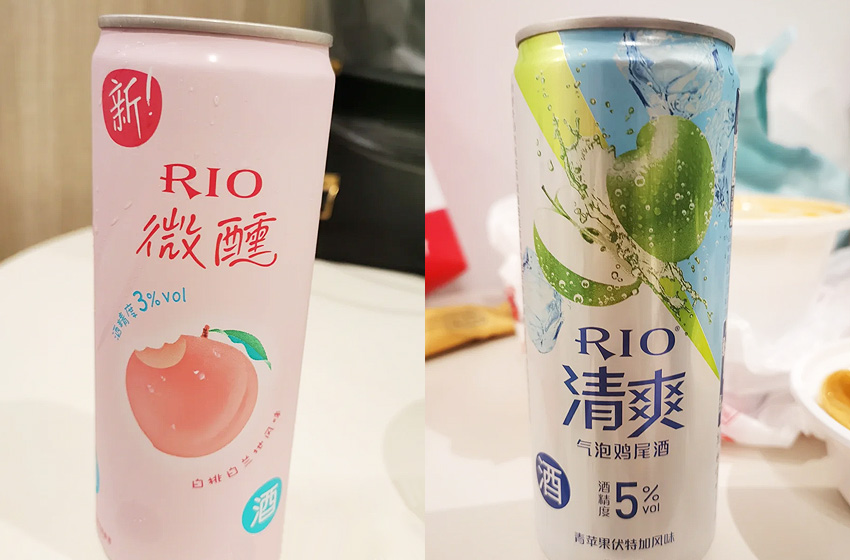 新!
RIO
微醺
酒精度3%vol
白桃白兰地风味
酒
RIO®
清爽
气泡鸡尾酒
酒
酒精度5%vol
青苹果伏特加风味